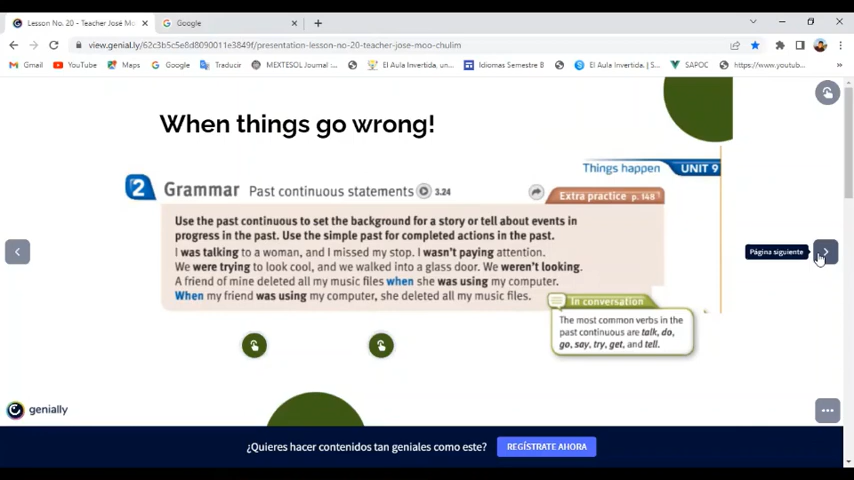 Lesson No. 20 - Teacher José Mo
Google
view.genial.ly/62c3b5c5e8d8090011e3849f/presentation-lesson-no-20-teacher-jose-moo-chulim
Gmail
YouTube
Maps
Google
Traducir
MEXTESOL Journal :...
El Aula Invertida, un...
Idiomas Semestre B
El Aula Invertida. | S...
SAPOC
https://www.youtub...
When things go wrong!
Things happen UNIT 9
2 Grammar Past continuous statements 3.24
Extra practice p. 148
Use the past continuous to set the background for a story or tell about events in
progress in the past. Use the simple past for completed actions in the past.
I was talking to a woman, and I missed my stop. I wasn't paying attention.
We were trying to look cool, and we walked into a glass door. We weren't looking.
A friend of mine deleted all my music files when she was using my computer.
When my friend was using my computer, she deleted all my music files.
In conversation
The most common verbs in the
past continuous are talk, do,
go, say, try, get, and tell.
Página siguiente
genially
¿Quieres hacer contenidos tan geniales como este?
REGÍSTRATE AHORA